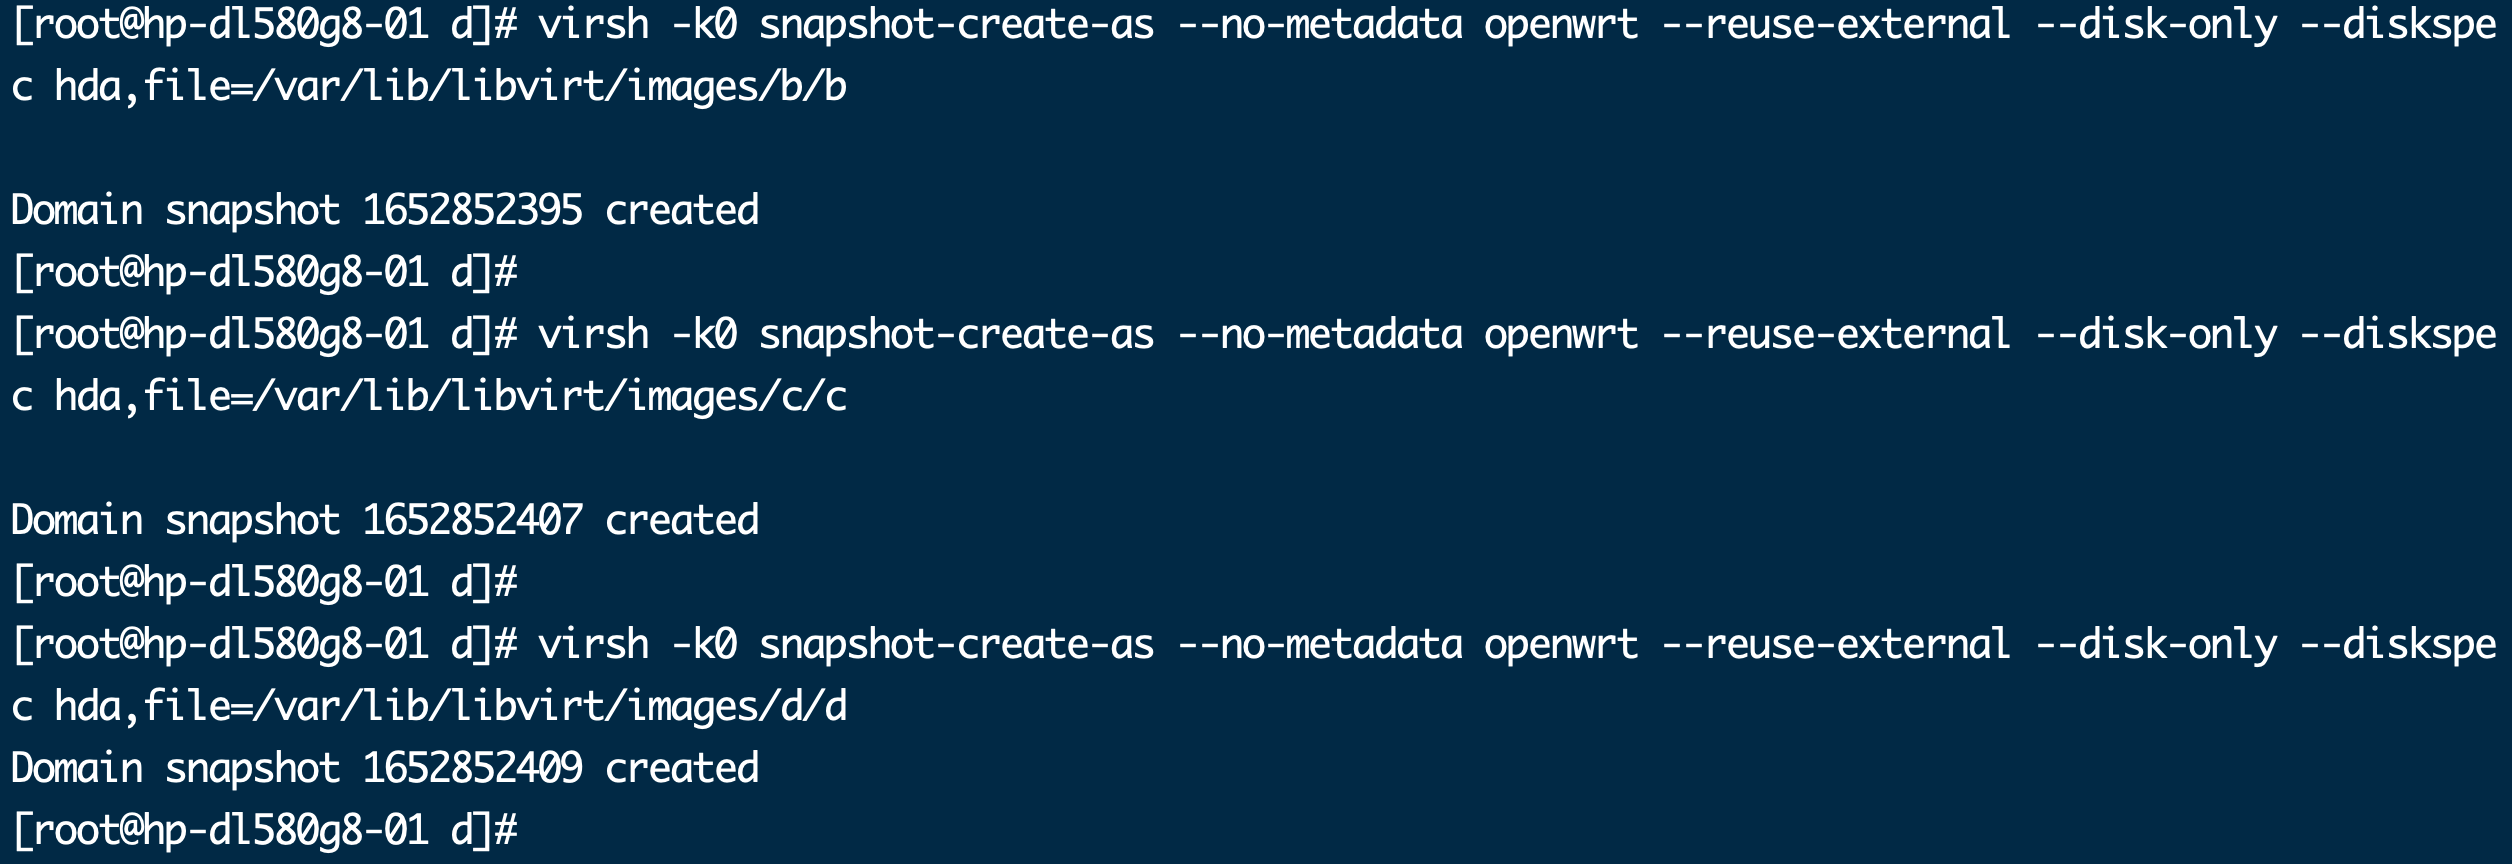 [root@hp-dl580g8-01 d]# virsh -k0 snapshot-create-as --no-metadata openwrt --reuse-external --disk-only --diskspe
c hda,file=/var/lib/libvirt/images/b/b
Domain snapshot 1652852395 created
[root@hp-dl580g8-01 d]#
[root@hp-dl580g8-01 d]# virsh -k0 snapshot-create-as --no-metadata openwrt --reuse-external --disk-only --diskspe
c hda,file=/var/lib/libvirt/images/c/c
Domain snapshot 1652852407 created
[root@hp-dl580g8-01 d]#
[root@hp-dl580g8-01 d]# virsh -k0 snapshot-create-as --no-metadata openwrt --reuse-external --disk-only --diskspe
c hda,file=/var/lib/libvirt/images/d/d
Domain snapshot 1652852409 created
[root@hp-dl580g8-01 d]#